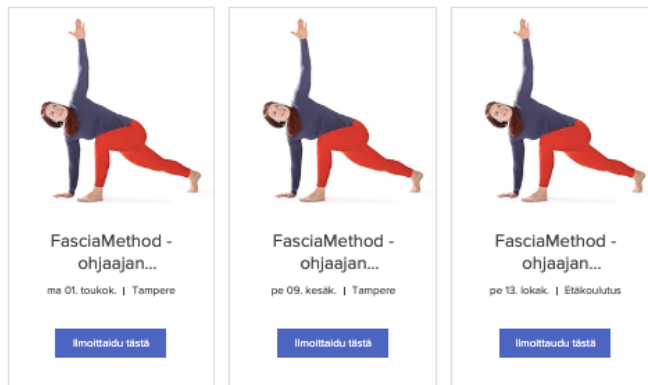 FasciaMethod -
ohjaajan...
ma 01. toukok. | Tampere
Ilmoittaidu tästä
FasciaMethod -
ohjaajan...
pe 09. kesäk. | Tampere
Ilmoittaidu tästä
FasciaMethod -
ohjaajan...
pe 13. lokak. | Etäkoulutus
Ilmoittaudu tästä